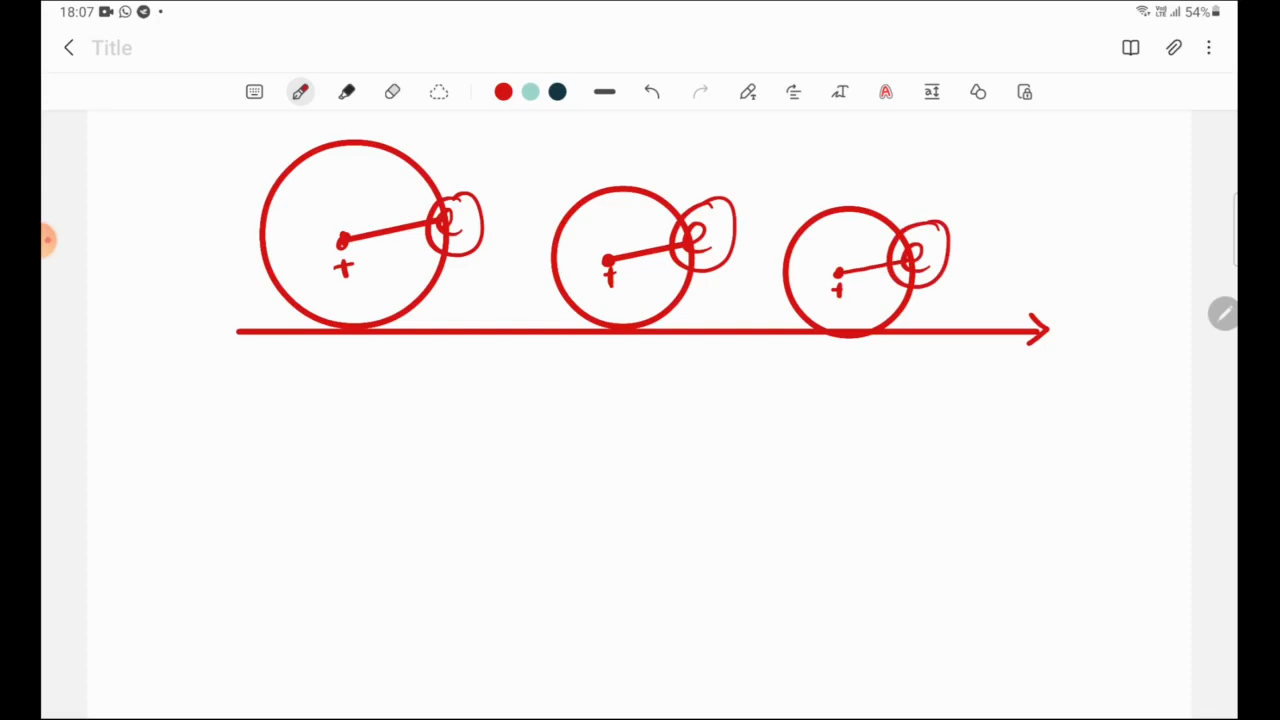 18:07
54%
Title
e e e
+ + +